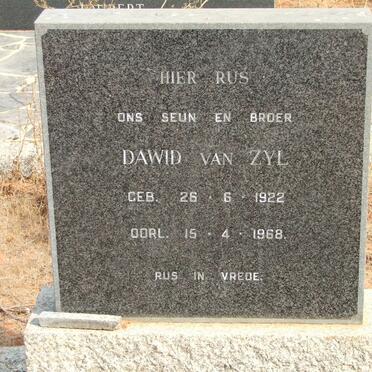 HIER RUS
ONS SEUN EN BROER
DAWID VAN ZYL
GEB. 26 · 6 · 1922
OORL. 15 · 4 · 1968.
RUS IN VREDE.